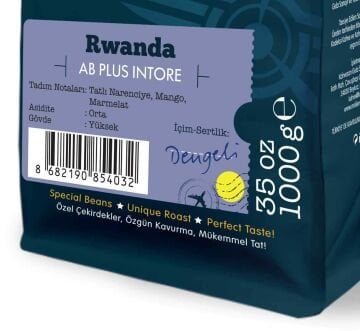 Rwanda
AB PLUS INTORE
Tadım Notaları: Tatlı Narenciye, Mango,
Marmelat
Asidite : Orta
Gövde : Yüksek
İçim-Sertlik:
Dengeli
8 682190 854032
35 oz
1000g e
Special Beans ★ Unique Roast ★ Perfect Taste!
Özel Çekirdekler, Özgün Kavurma, Mükemmel Tat!